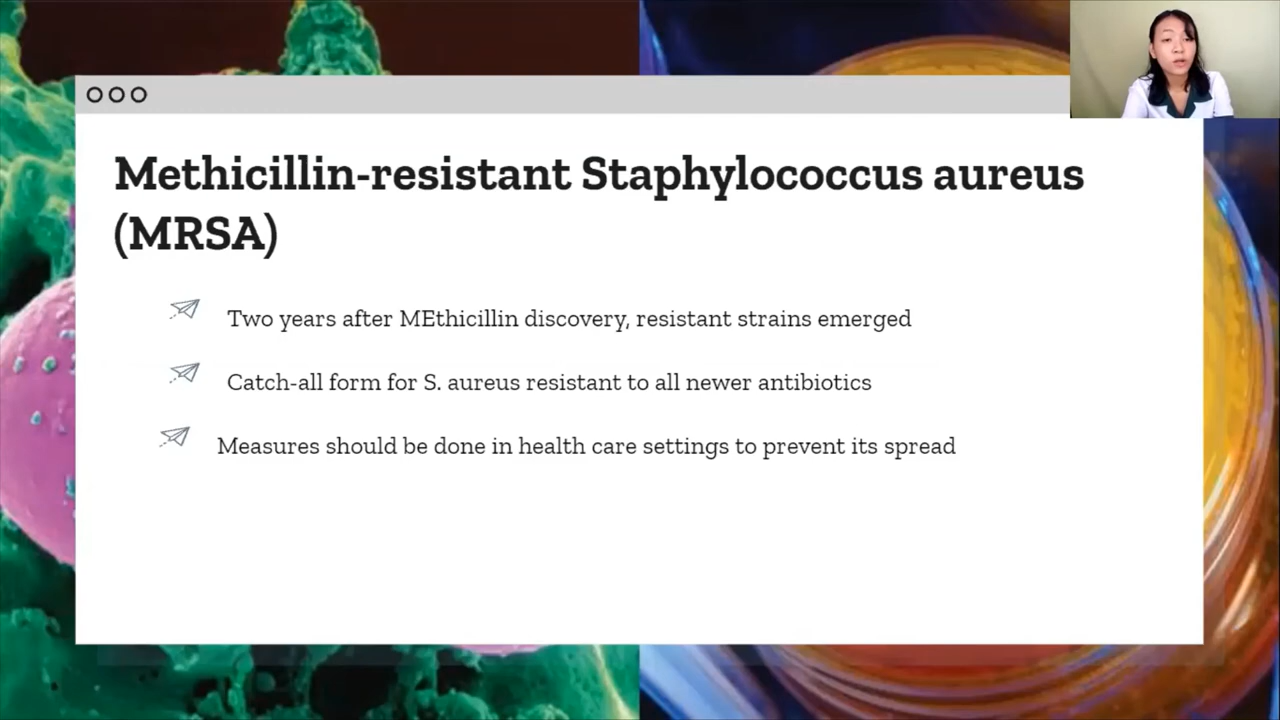 Methicillin-resistant Staphylococcus aureus
(MRSA)
Two years after MEthicillin discovery, resistant strains emerged
Catch-all form for S. aureus resistant to all newer antibiotics
Measures should be done in health care settings to prevent its spread